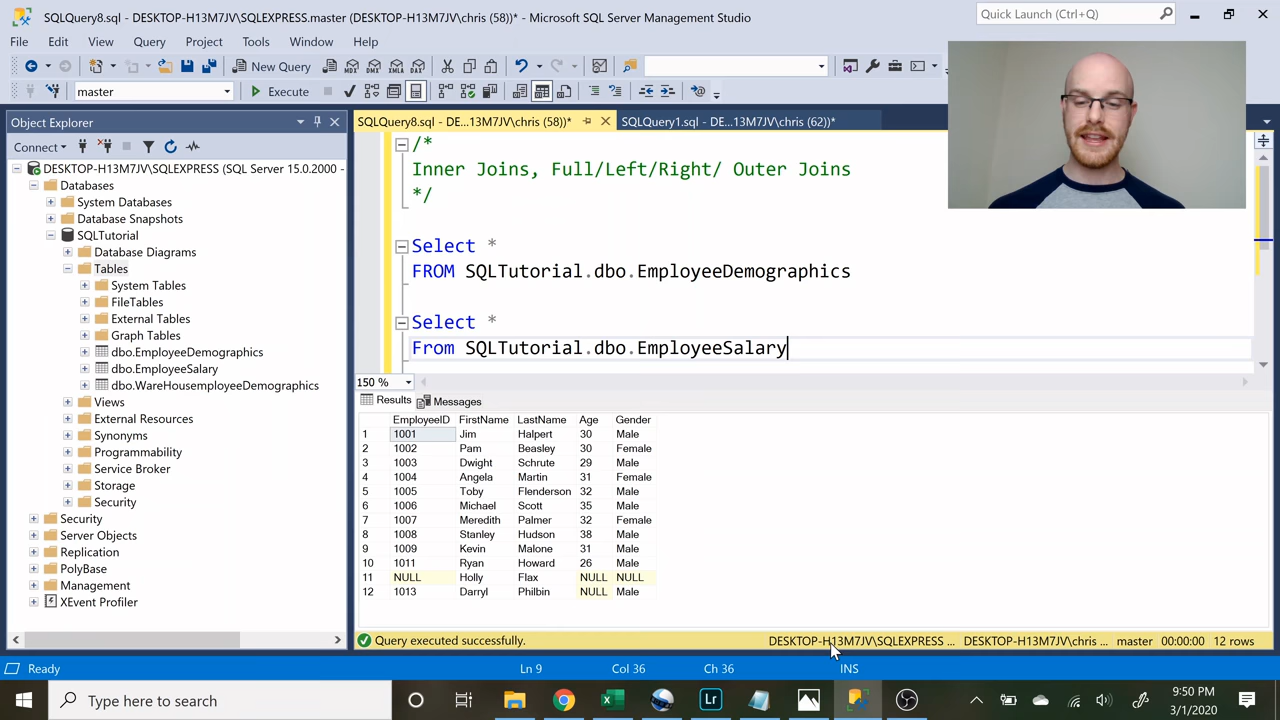 SQLQuery8.sql - DESKTOP-H13M7JV\SQLEXPRESS.master (DESKTOP-H13M7JV\chris (58))* - Microsoft SQL Server Management Studio
Quick Launch (Ctrl+Q)
File Edit View Query Project Tools Window Help
New Query
MDX DMX XMLA DAX
master
Execute
Object Explorer
SQLQuery8.sql - DE...13M7JV\chris (58))*
SQLQuery1.sql - DE...13M7JV\chris (62))*
Connect
DESKTOP-H13M7JV\SQLEXPRESS (SQL Server 15.0.2000 -
Databases
System Databases
Database Snapshots
SQLTutorial
Database Diagrams
Tables
System Tables
FileTables
External Tables
Graph Tables
dbo.EmployeeDemographics
dbo.EmployeeSalary
dbo.WareHousemployeeDemographics
Views
External Resources
Synonyms
Programmability
Service Broker
Storage
Security
Security
Server Objects
Replication
PolyBase
Management
XEvent Profiler
/*
Inner Joins, Full/Left/Right/ Outer Joins
*/
Select *
FROM SQLTutorial.dbo.EmployeeDemographics
Select *
From SQLTutorial.dbo.EmployeeSalary
150 %
Results Messages
EmployeeID FirstName LastName Age Gender
1 1001 Jim Halpert 30 Male
2 1002 Pam Beasley 30 Female
3 1003 Dwight Schrute 29 Male
4 1004 Angela Martin 31 Female
5 1005 Toby Flenderson 32 Male
6 1006 Michael Scott 35 Male
7 1007 Meredith Palmer 32 Female
8 1008 Stanley Hudson 38 Male
9 1009 Kevin Malone 31 Male
10 1011 Ryan Howard 26 Male
11 NULL Holly Flax NULL NULL
12 1013 Darryl Philbin NULL Male
Query executed successfully.
DESKTOP-H13M7JV\SQLEXPRESS ... DESKTOP-H13M7JV\chris ... master 00:00:00 12 rows
Ready Ln 9 Col 36 Ch 36 INS
Type here to search
Lrc
9:50 PM
3/1/2020